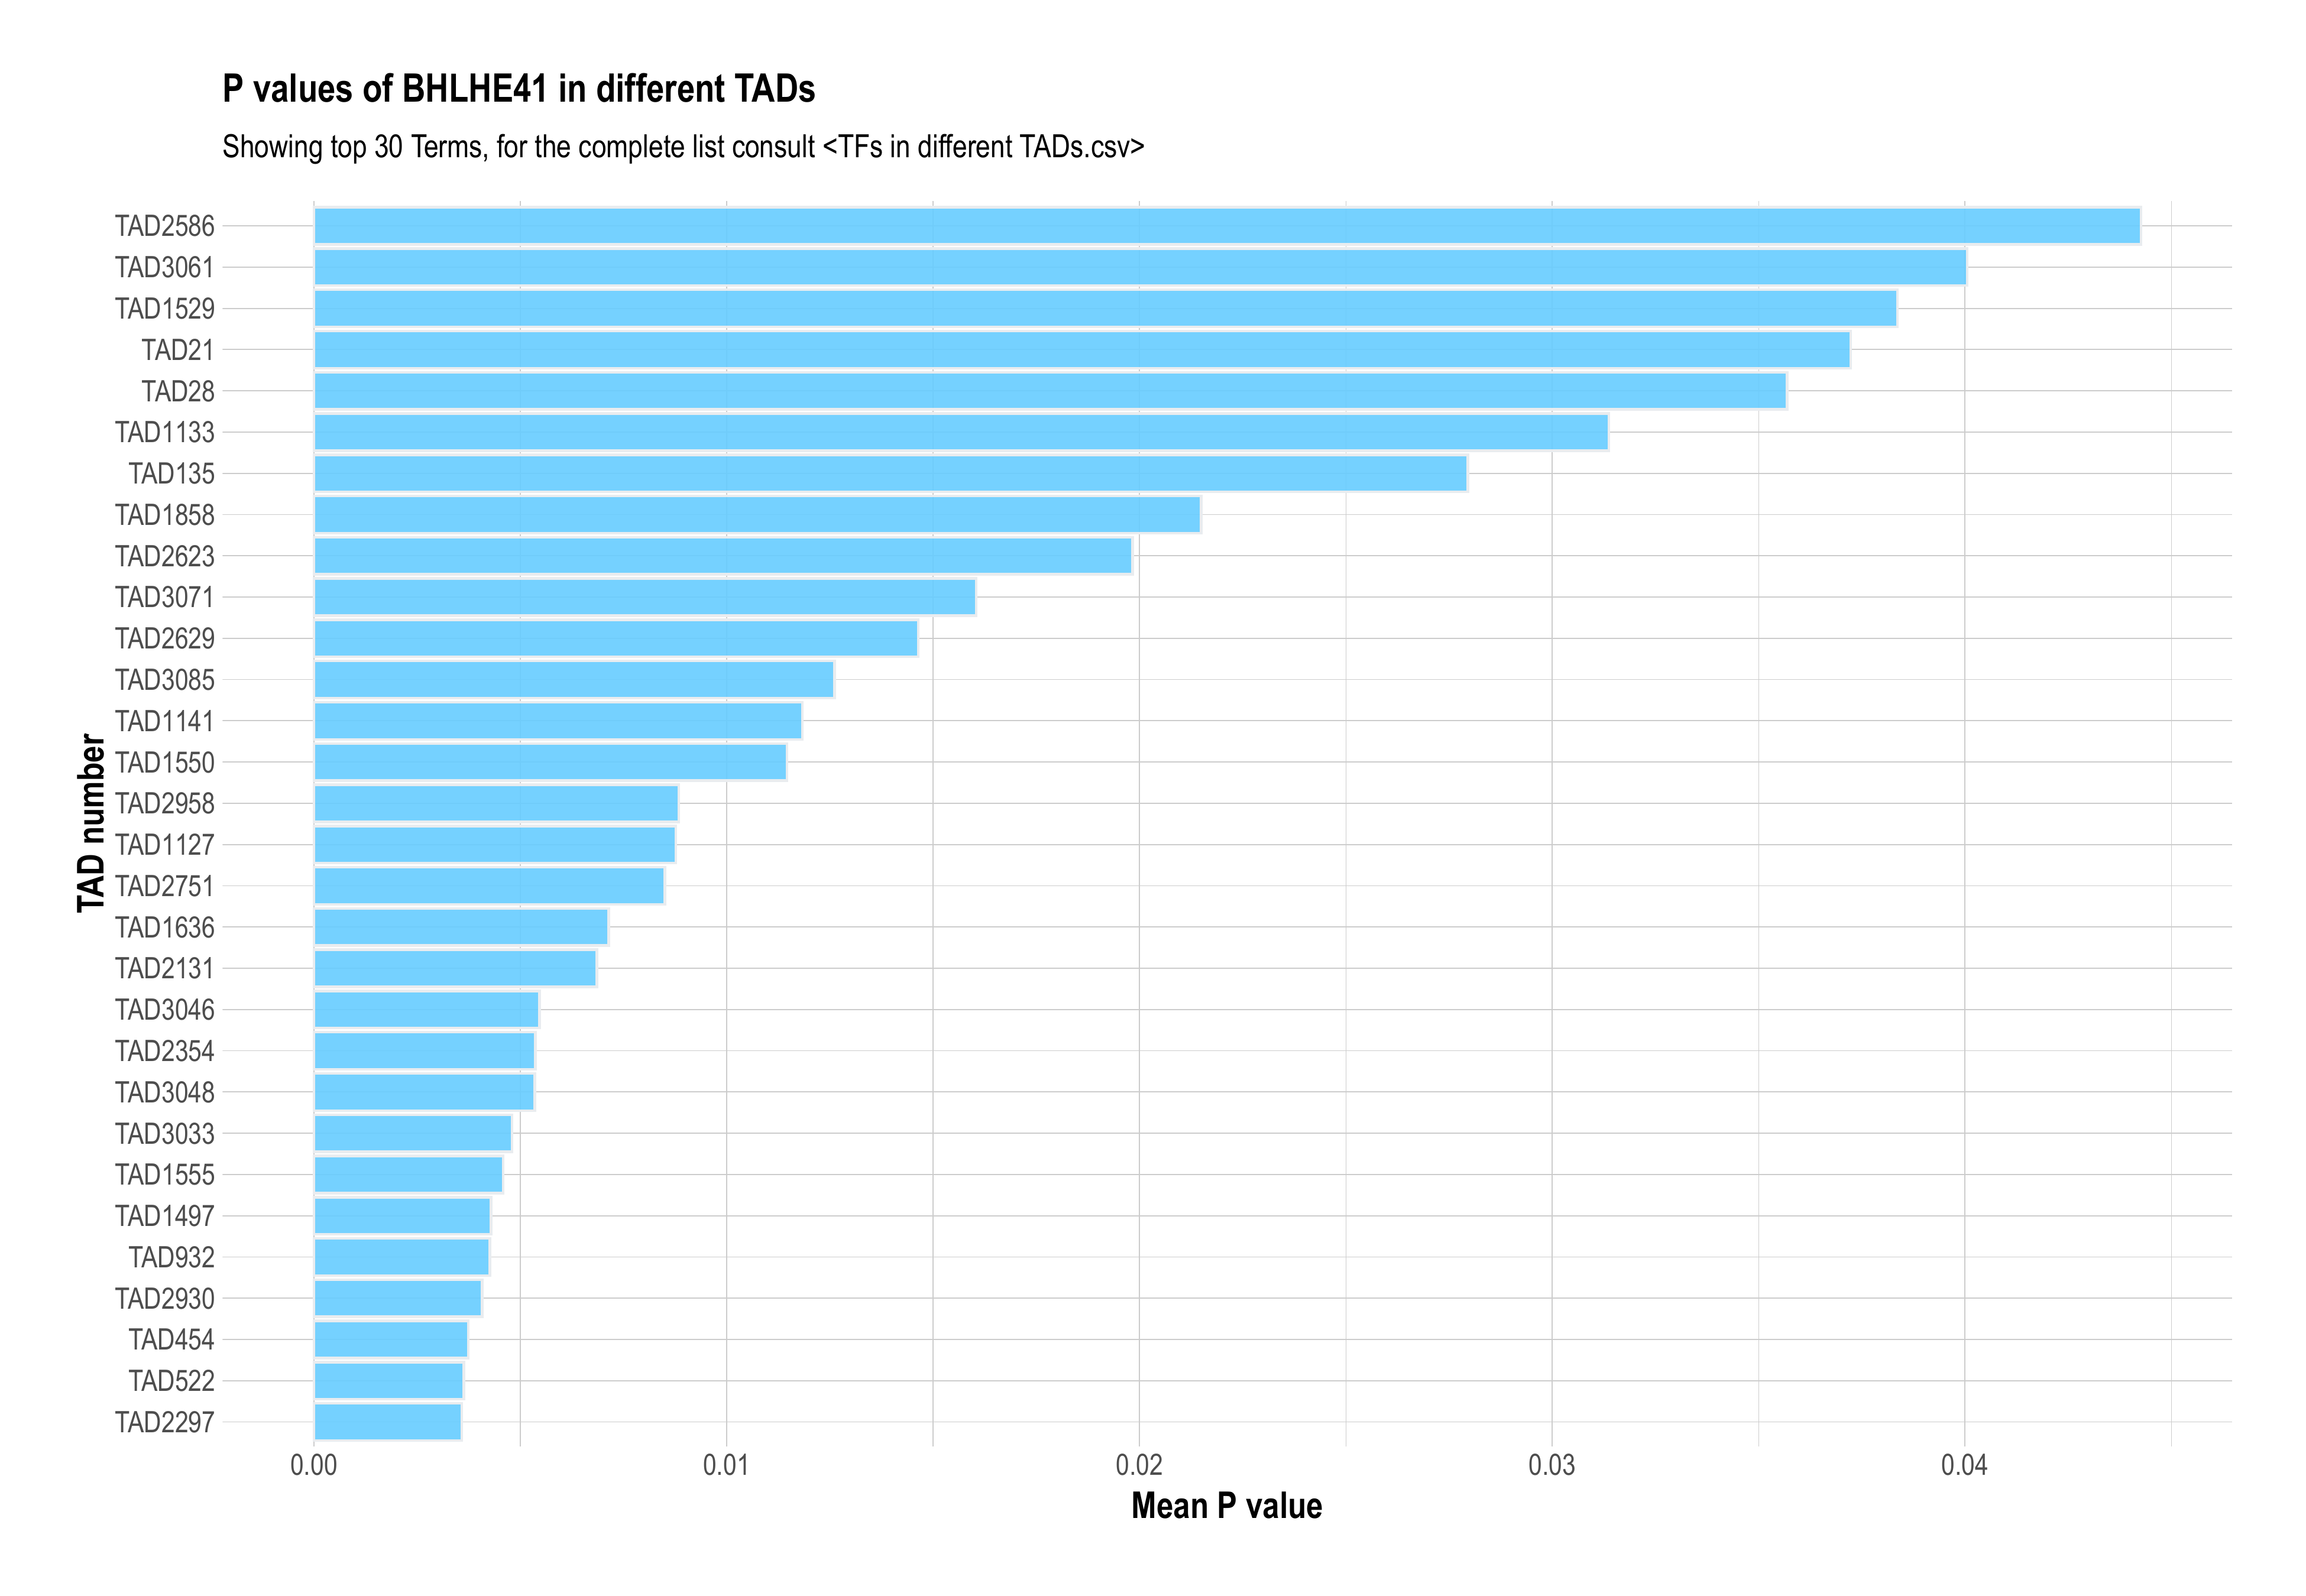 P values of BHLHE41 in different TADs
Showing top 30 Terms, for the complete list consult <TFs in different TADs.csv>
TAD number
TAD2586
TAD3061
TAD1529
TAD21
TAD28
TAD1133
TAD135
TAD1858
TAD2623
TAD3071
TAD2629
TAD3085
TAD1141
TAD1550
TAD2958
TAD1127
TAD2751
TAD1636
TAD2131
TAD3046
TAD2354
TAD3048
TAD3033
TAD1555
TAD1497
TAD932
TAD2930
TAD454
TAD522
TAD2297
0.00 0.01 0.02 0.03 0.04
Mean P value